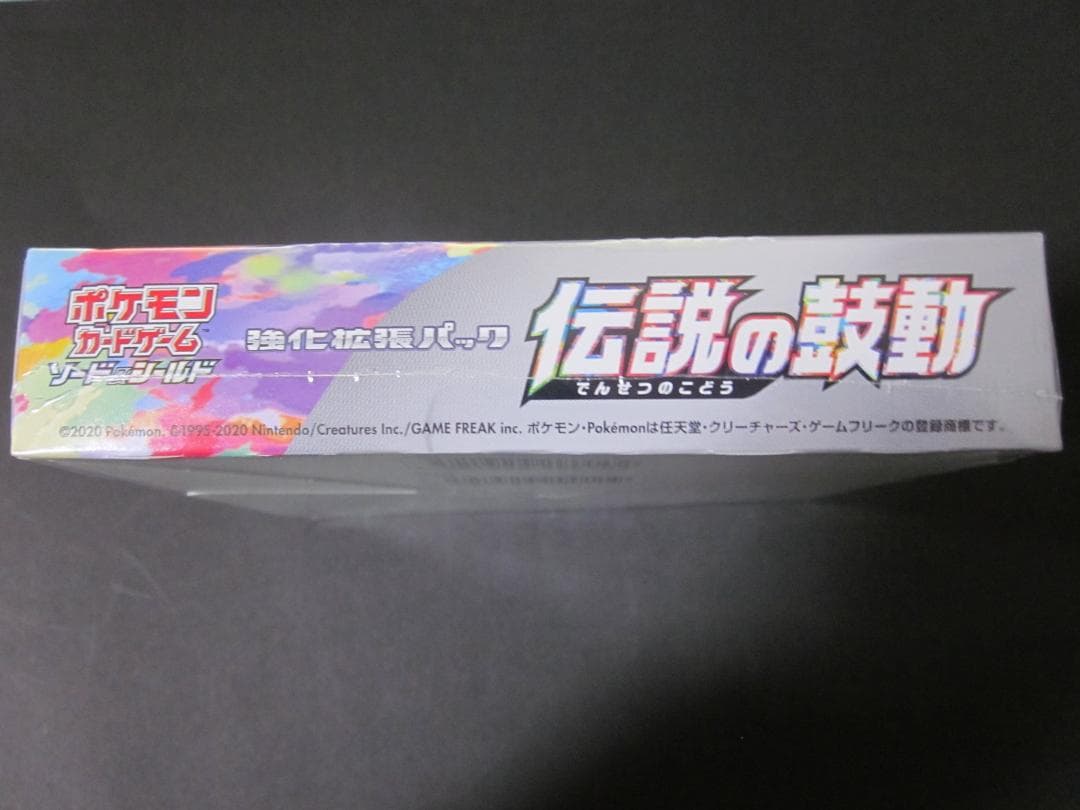 ポケモン
カードゲーム™
ソード&シールド
強化拡張パック
伝説の鼓動
でんせつのこどう
©2020 Pokémon. ©1995-2020 Nintendo/Creatures Inc./GAME FREAK inc. ポケモン・Pokémonは任天堂・クリーチャーズ・ゲームフリークの登録商標です。